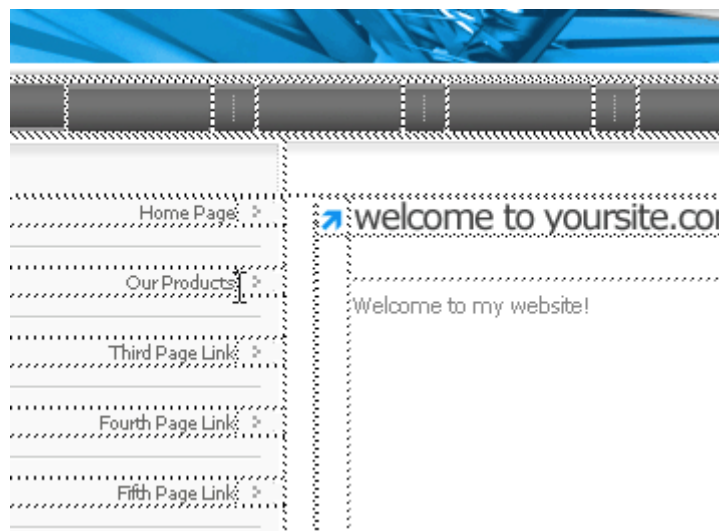 Home Page >
welcome to yoursite.co
Our Products >
Welcome to my website!
Third Page Link >
Fourth Page Link >
Fifth Page Link >